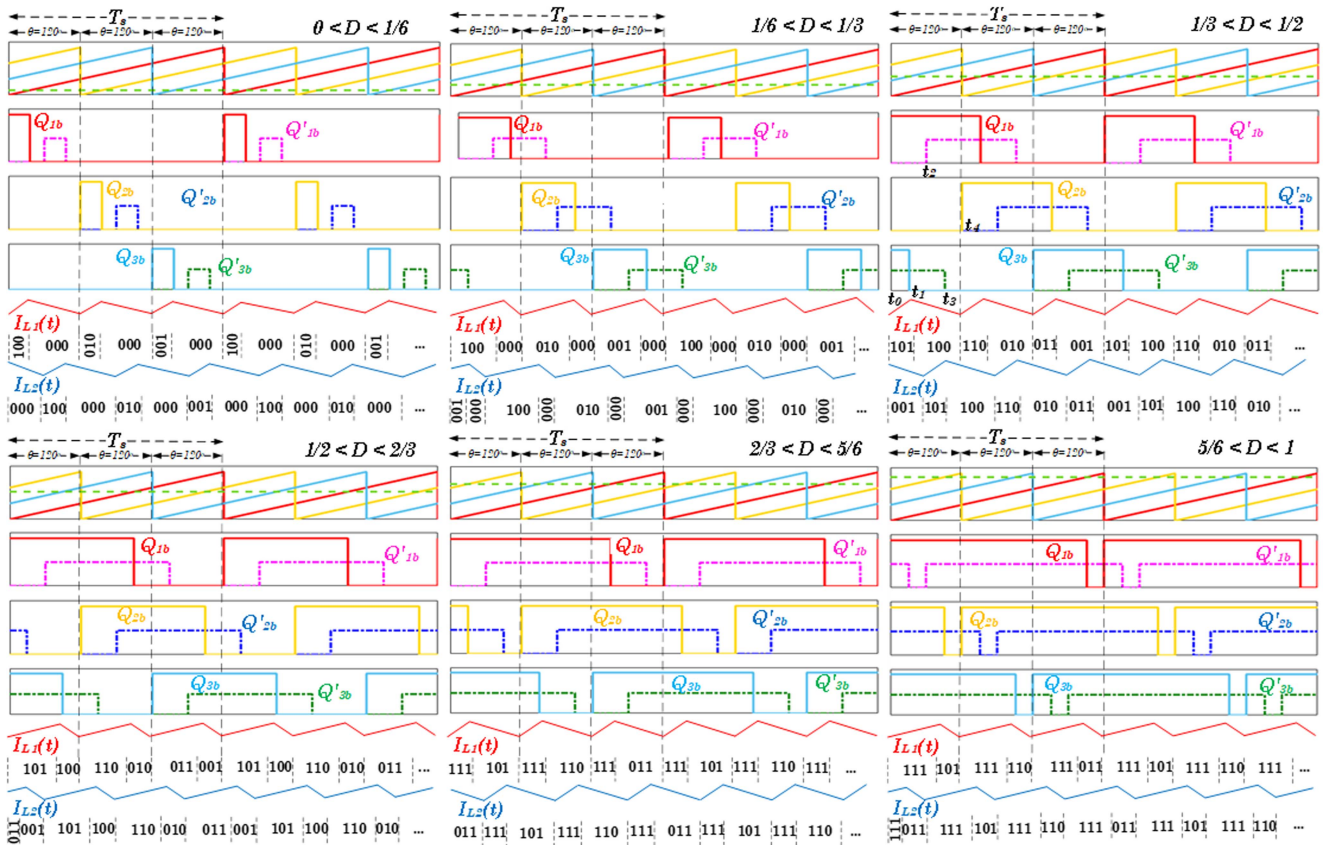 Tₛ
θ=120° θ=120° θ=120°
0 < D < 1/6
Q1b Q'1b
Q2b Q'2b
Q3b Q'3b
IL1(t)
100 000 010 000 001 000 100 000 010 000 001 ...
IL2(t)
000 100 000 010 000 001 000 100 000 010 000 ...
Tₛ
θ=120° θ=120° θ=120°
1/6 < D < 1/3
Q1b Q'1b
Q2b Q'2b
Q3b Q'3b
IL1(t)
100 000 010 000 001 000 100 000 010 000 001 ...
IL2(t)
001 000 100 000 010 000 001 000 100 000 010 000 ...
Tₛ
θ=120° θ=120° θ=120°
1/3 < D < 1/2
Q1b Q'1b
t2
Q2b Q'2b
t4
Q3b Q'3b
t0 t1 t3
IL1(t)
101 100 110 010 011 001 101 100 110 010 011 ...
IL2(t)
001 101 100 110 010 011 001 101 100 110 010 ...
Tₛ
θ=120° θ=120° θ=120°
1/2 < D < 2/3
Q1b Q'1b
Q2b Q'2b
Q3b Q'3b
IL1(t)
101 100 110 010 011 001 101 100 110 010 011 ...
IL2(t)
011 001 101 100 110 010 011 001 101 100 110 010 ...
Tₛ
θ=120° θ=120° θ=120°
2/3 < D < 5/6
Q1b Q'1b
Q2b Q'2b
Q3b Q'3b
IL1(t)
111 101 111 110 111 011 111 101 111 110 111 ...
IL2(t)
011 111 101 111 110 111 011 111 101 111 110 ...
Tₛ
θ=120° θ=120° θ=120°
5/6 < D < 1
Q1b Q'1b
Q2b Q'2b
Q3b Q'3b
IL1(t)
111 101 111 110 111 011 111 101 111 110 111 ...
IL2(t)
111 011 111 101 111 110 111 011 111 101 111 110 ...